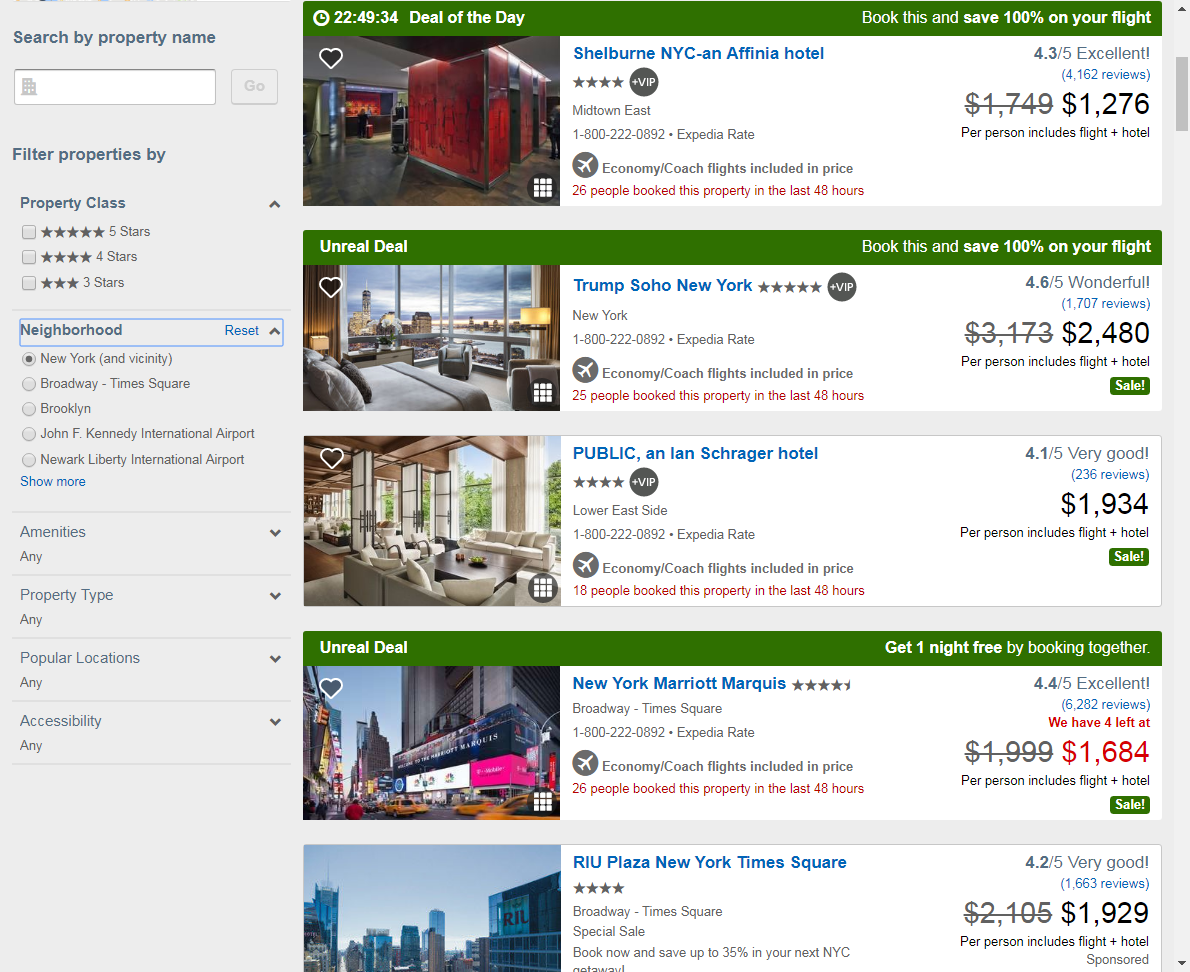 Search by property name
Go
Filter properties by
Property Class
5 Stars
4 Stars
3 Stars
Neighborhood Reset
New York (and vicinity)
Broadway - Times Square
Brooklyn
John F. Kennedy International Airport
Newark Liberty International Airport
Show more
Amenities
Any
Property Type
Any
Popular Locations
Any
Accessibility
Any
22:49:34 Deal of the Day Book this and save 100% on your flight
Shelburne NYC-an Affinia hotel
+VIP
Midtown East
1-800-222-0892 • Expedia Rate
Economy/Coach flights included in price
26 people booked this property in the last 48 hours
4.3/5 Excellent!
(4,162 reviews)
$1,749 $1,276
Per person includes flight + hotel
Unreal Deal Book this and save 100% on your flight
Trump Soho New York +VIP
New York
1-800-222-0892 • Expedia Rate
Economy/Coach flights included in price
25 people booked this property in the last 48 hours
4.6/5 Wonderful!
(1,707 reviews)
$3,173 $2,480
Per person includes flight + hotel
Sale!
PUBLIC, an Ian Schrager hotel
+VIP
Lower East Side
1-800-222-0892 • Expedia Rate
Economy/Coach flights included in price
18 people booked this property in the last 48 hours
4.1/5 Very good!
(236 reviews)
$1,934
Per person includes flight + hotel
Sale!
Unreal Deal Get 1 night free by booking together.
WELCOME TO THE MARRIOTT MARQUIS
T-Mobile
New York Marriott Marquis
Broadway - Times Square
1-800-222-0892 • Expedia Rate
Economy/Coach flights included in price
26 people booked this property in the last 48 hours
4.4/5 Excellent!
(6,282 reviews)
We have 4 left at
$1,999 $1,684
Per person includes flight + hotel
Sale!
RIU
RIU Plaza New York Times Square
Broadway - Times Square
Special Sale
Book now and save up to 35% in your next NYC
getaway!
4.2/5 Very good!
(1,663 reviews)
$2,105 $1,929
Per person includes flight + hotel
Sponsored